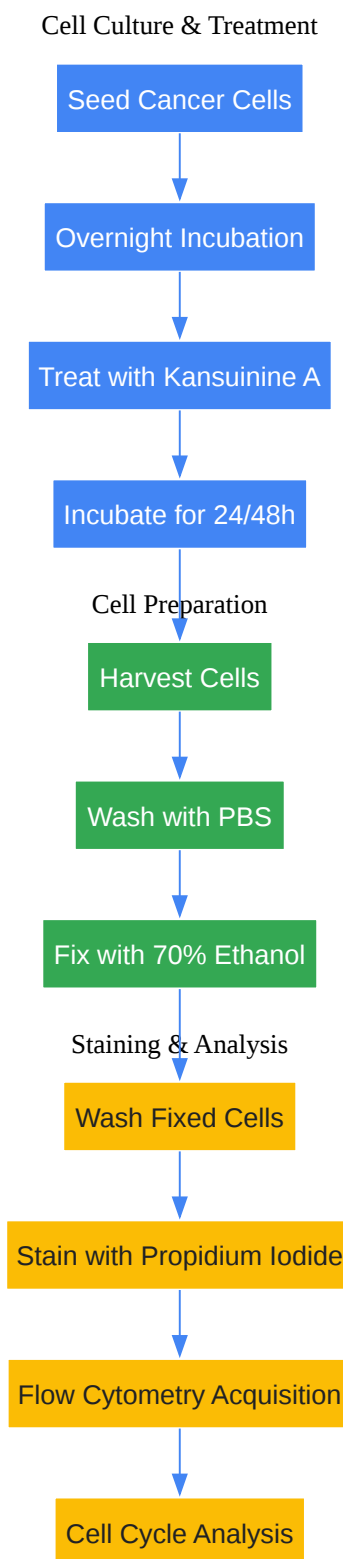 Cell Culture & Treatment
Seed Cancer Cells
Overnight Incubation
Treat with Kansuinine A
Incubate for 24/48h
Cell Preparation
Harvest Cells
Wash with PBS
Fix with 70% Ethanol
Staining & Analysis
Wash Fixed Cells
Stain with Propidium Iodide
Flow Cytometry Acquisition
Cell Cycle Analysis